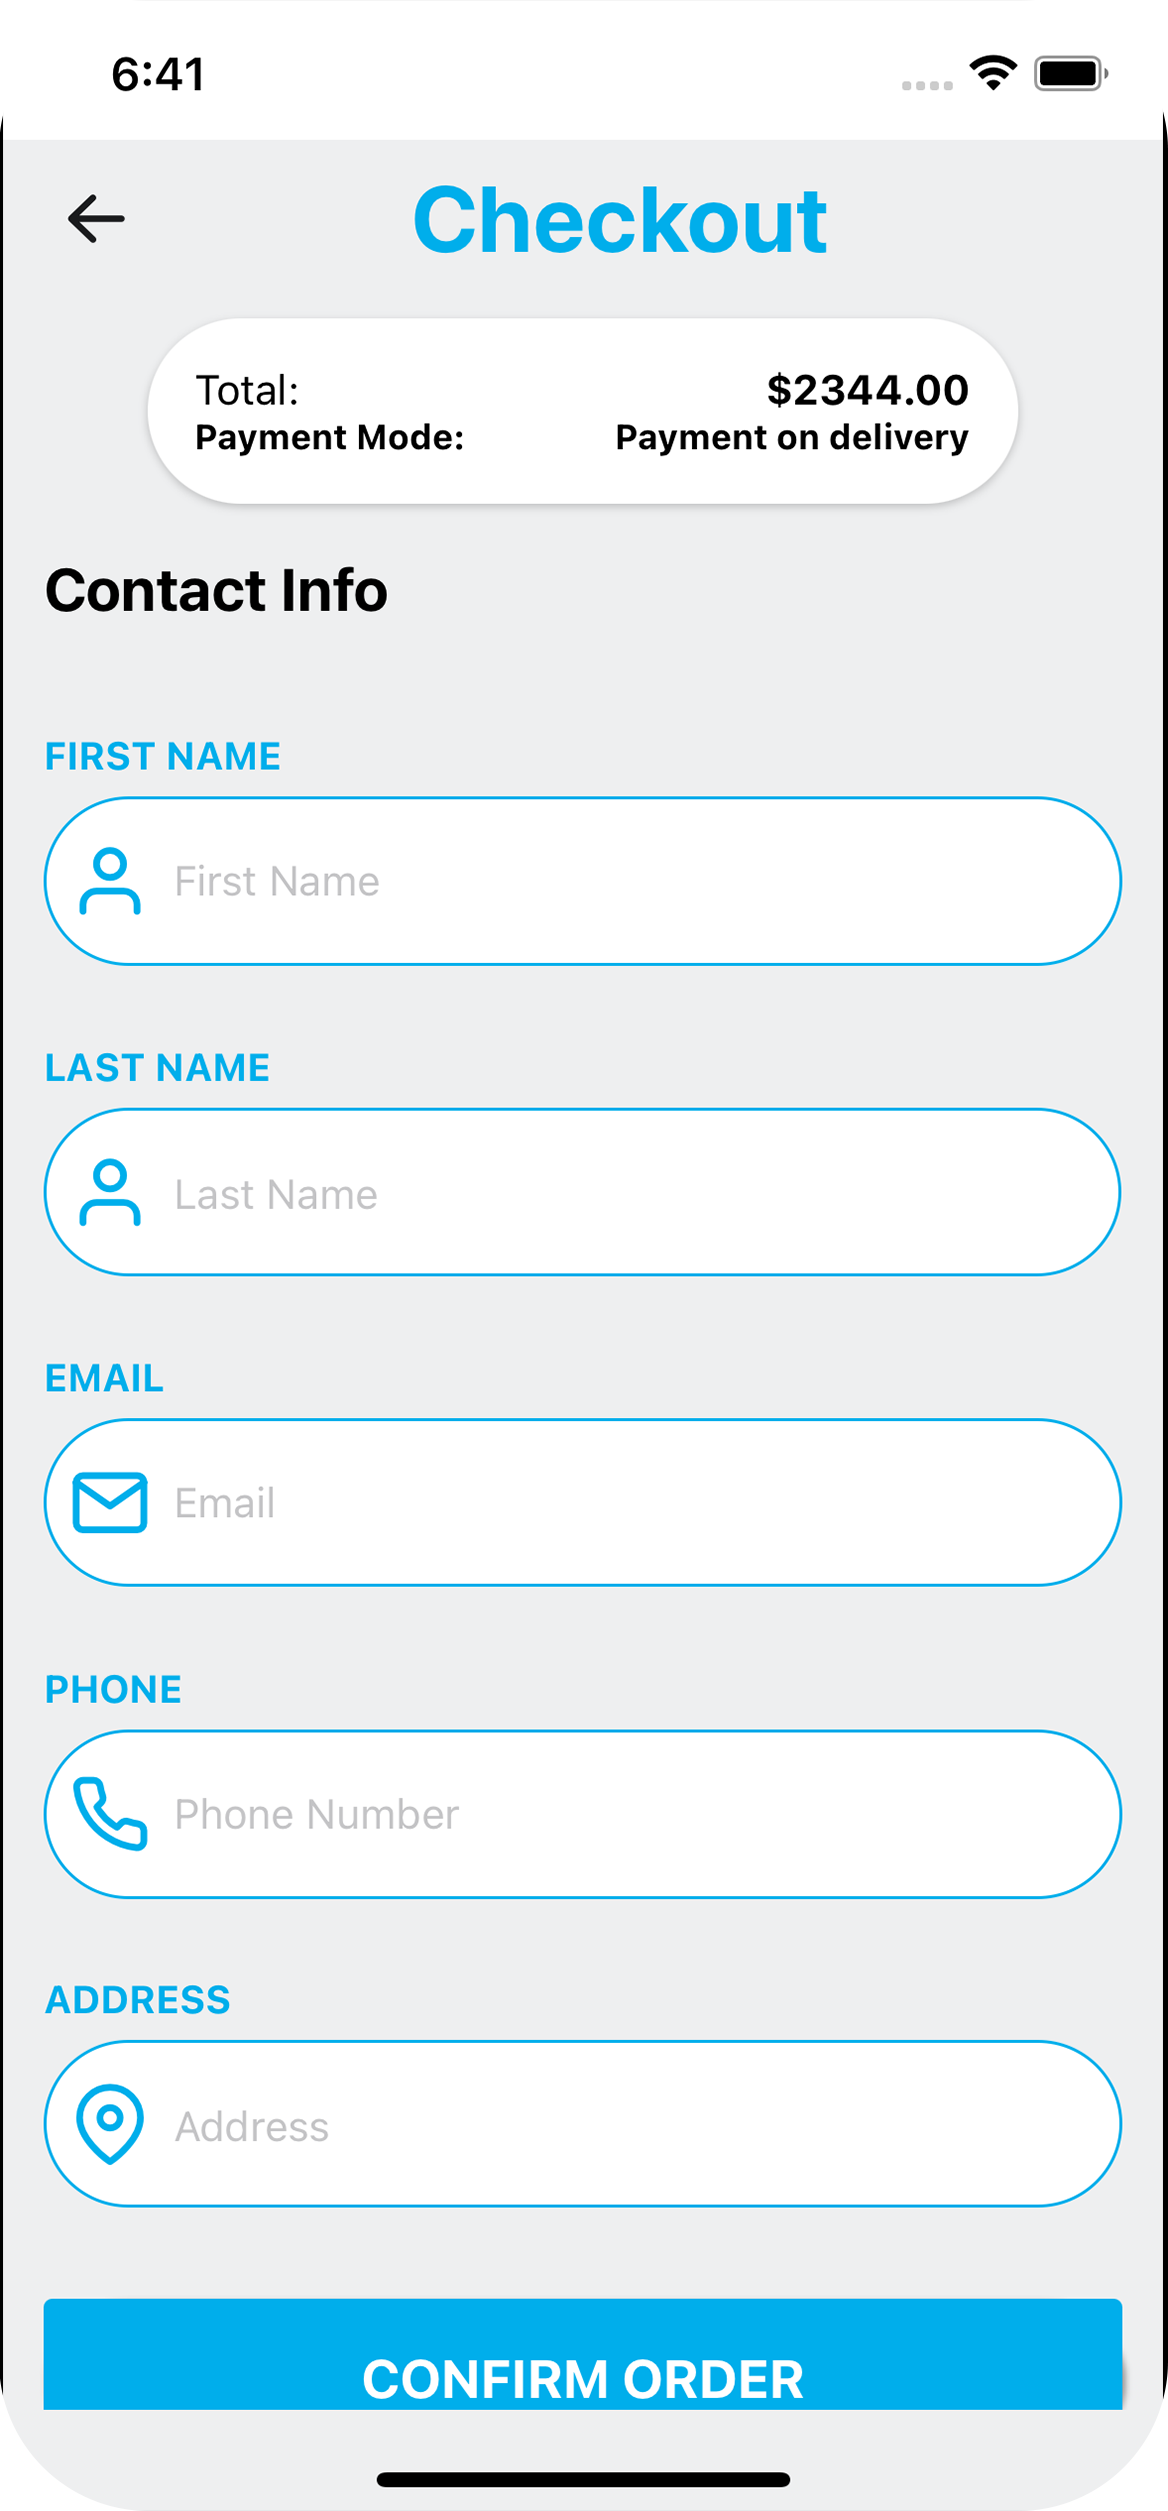 6:41
Checkout
Total: $2344.00
Payment Mode: Payment on delivery
Contact Info
FIRST NAME
First Name
LAST NAME
Last Name
EMAIL
Email
PHONE
Phone Number
ADDRESS
Address
CONFIRM ORDER